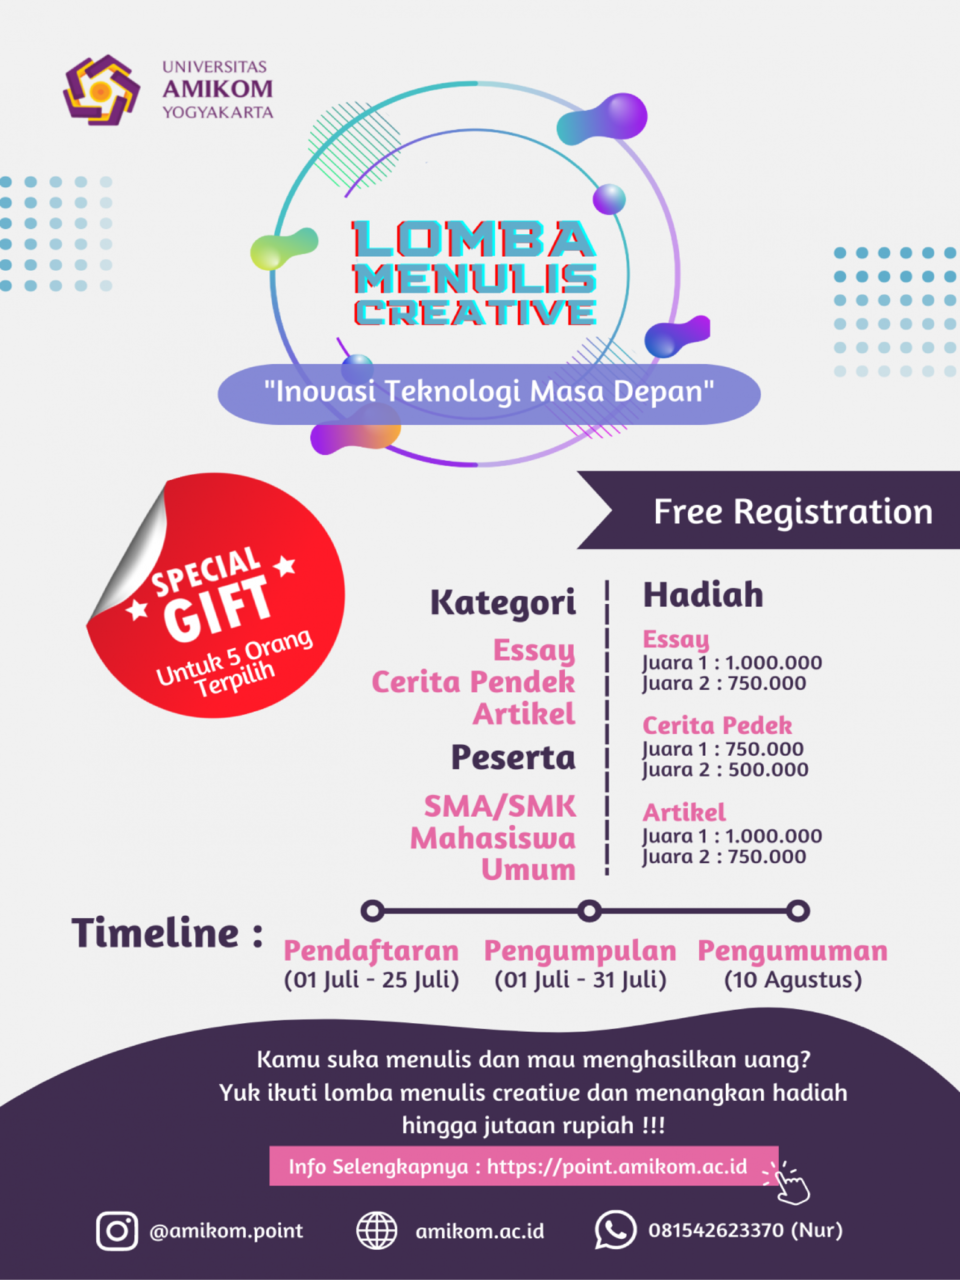 UNIVERSITAS
AMIKOM
YOGYAKARTA
LOMBA
MENULIS
CREATIVE
"Inovasi Teknologi Masa Depan"
Free Registration
SPECIAL
GIFT
Untuk 5 Orang
Terpilih
Kategori
Essay
Cerita Pendek
Artikel
Peserta
SMA/SMK
Mahasiswa
Umum
Hadiah
Essay
Juara 1 : 1.000.000
Juara 2 : 750.000
Cerita Pedek
Juara 1 : 750.000
Juara 2 : 500.000
Artikel
Juara 1 : 1.000.000
Juara 2 : 750.000
Timeline :
Pendaftaran
(01 Juli - 25 Juli)
Pengumpulan
(01 Juli - 31 Juli)
Pengumuman
(10 Agustus)
Kamu suka menulis dan mau menghasilkan uang?
Yuk ikuti lomba menulis creative dan menangkan hadiah
hingga jutaan rupiah !!!
Info Selengkapnya : https://point.amikom.ac.id
@amikom.point
amikom.ac.id
081542623370 (Nur)